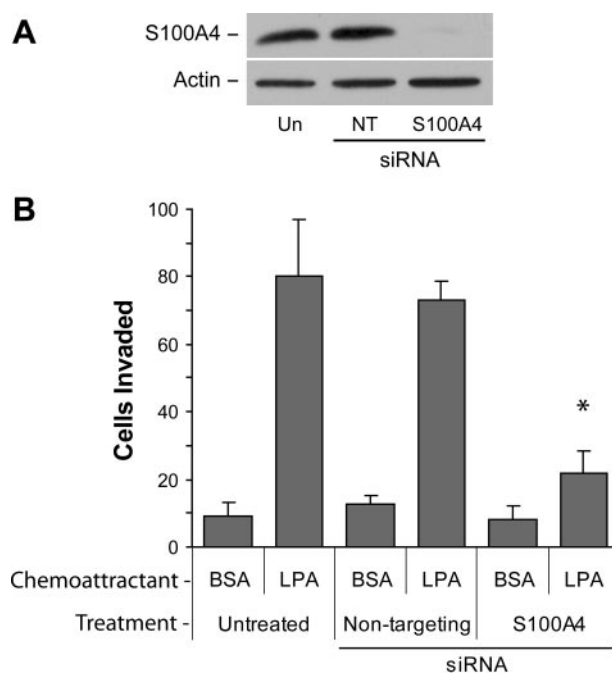 A
S100A4 –
Actin –
Un NT S100A4
siRNA
B
100
80
60
40
20
0
Cells Invaded
*
Chemoattractant - BSA LPA BSA LPA BSA LPA
Treatment - Untreated Non-targeting S100A4
siRNA